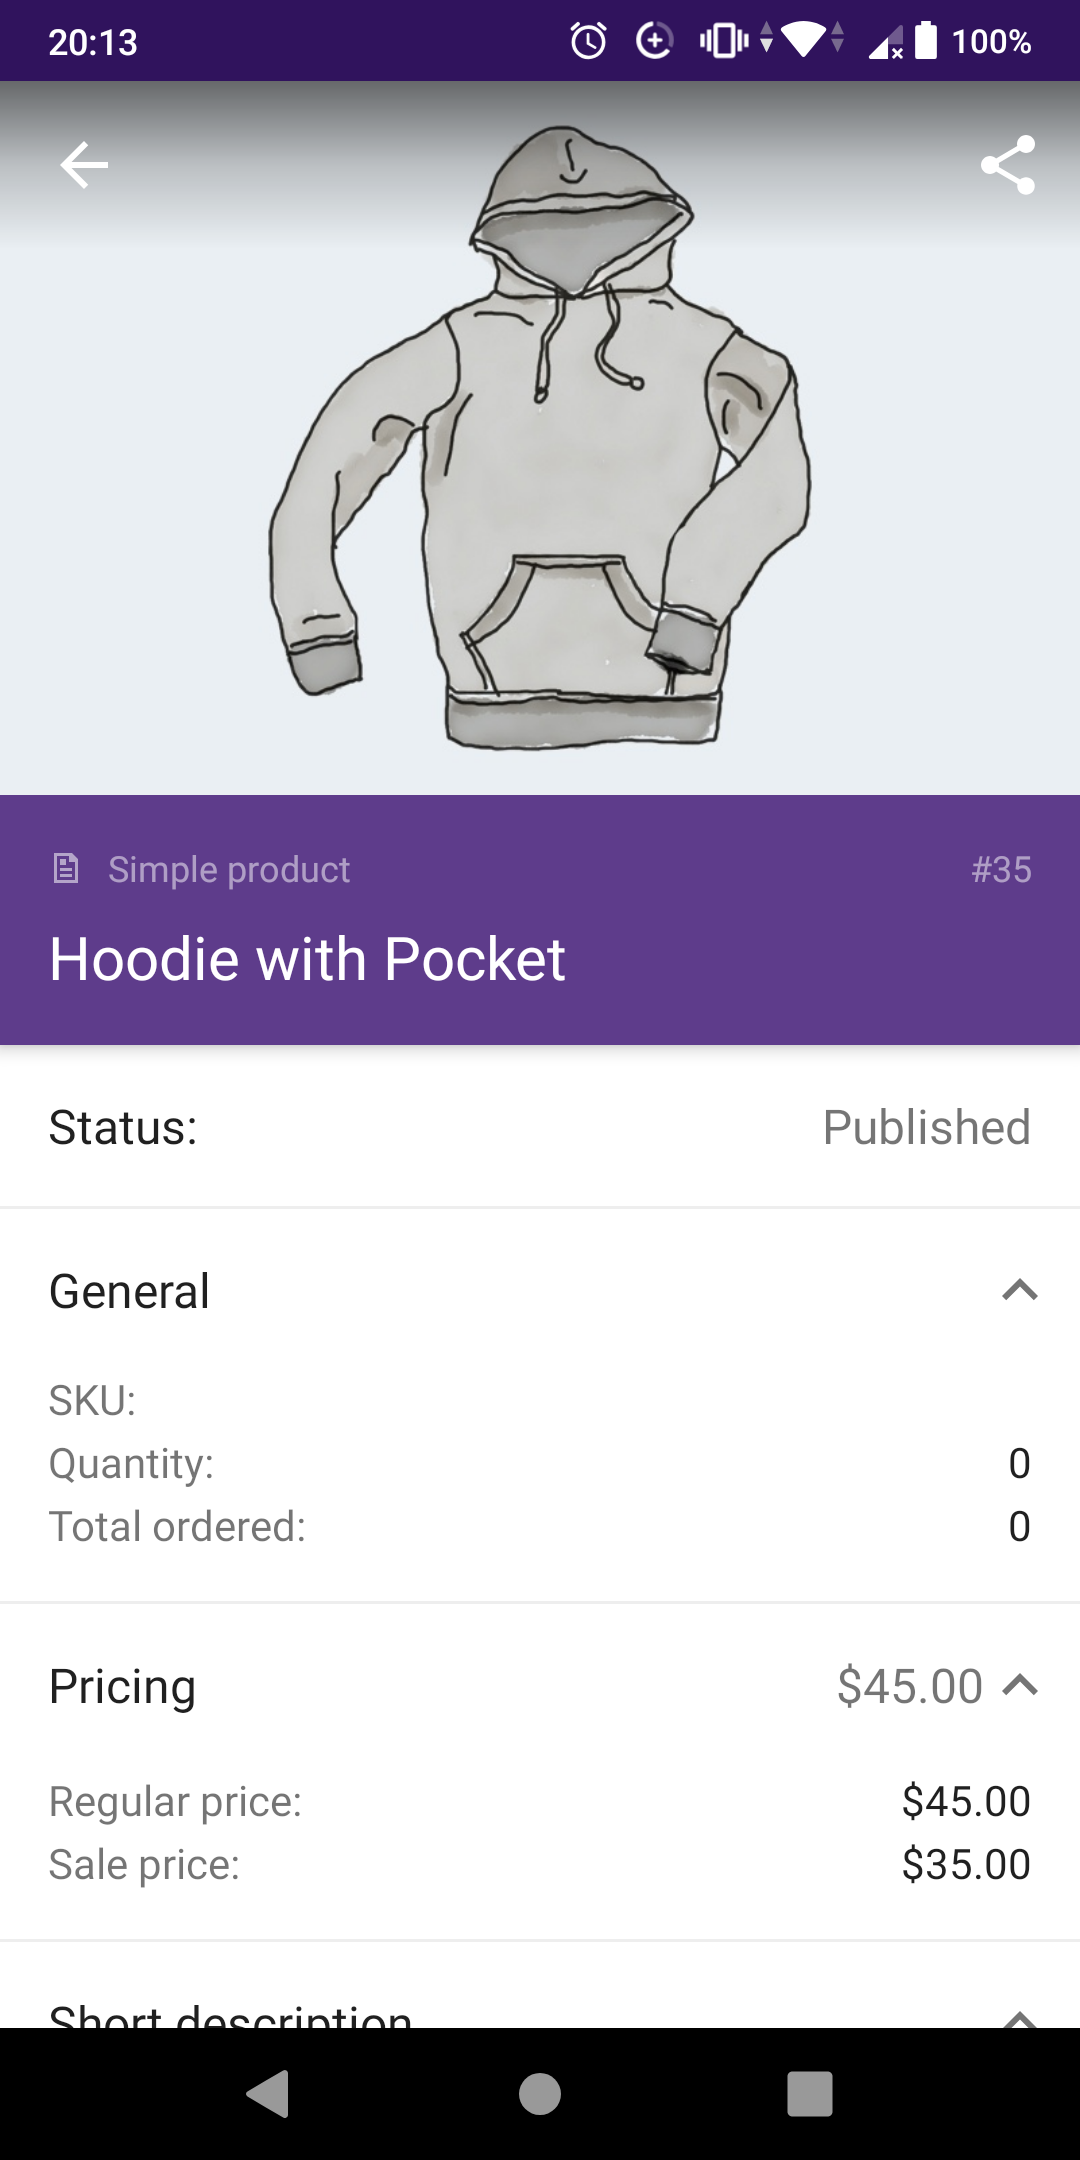 20:13 100%
Simple product #35
Hoodie with Pocket
Status: Published
General
SKU:
Quantity: 0
Total ordered: 0
Pricing $45.00
Regular price: $45.00
Sale price: $35.00
Short description